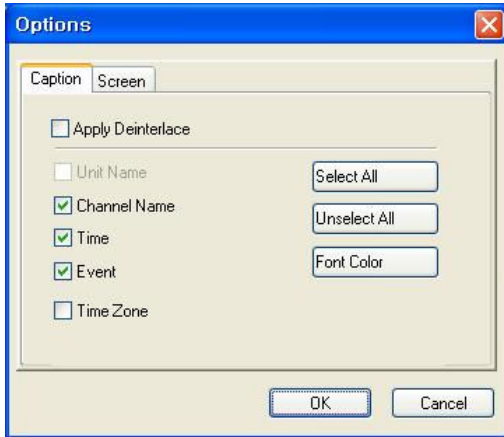 Options
Caption
Screen
Apply Deinterlace
Unit Name
Channel Name
Time
Event
Time Zone
Select All
Unselect All
Font Color
OK
Cancel